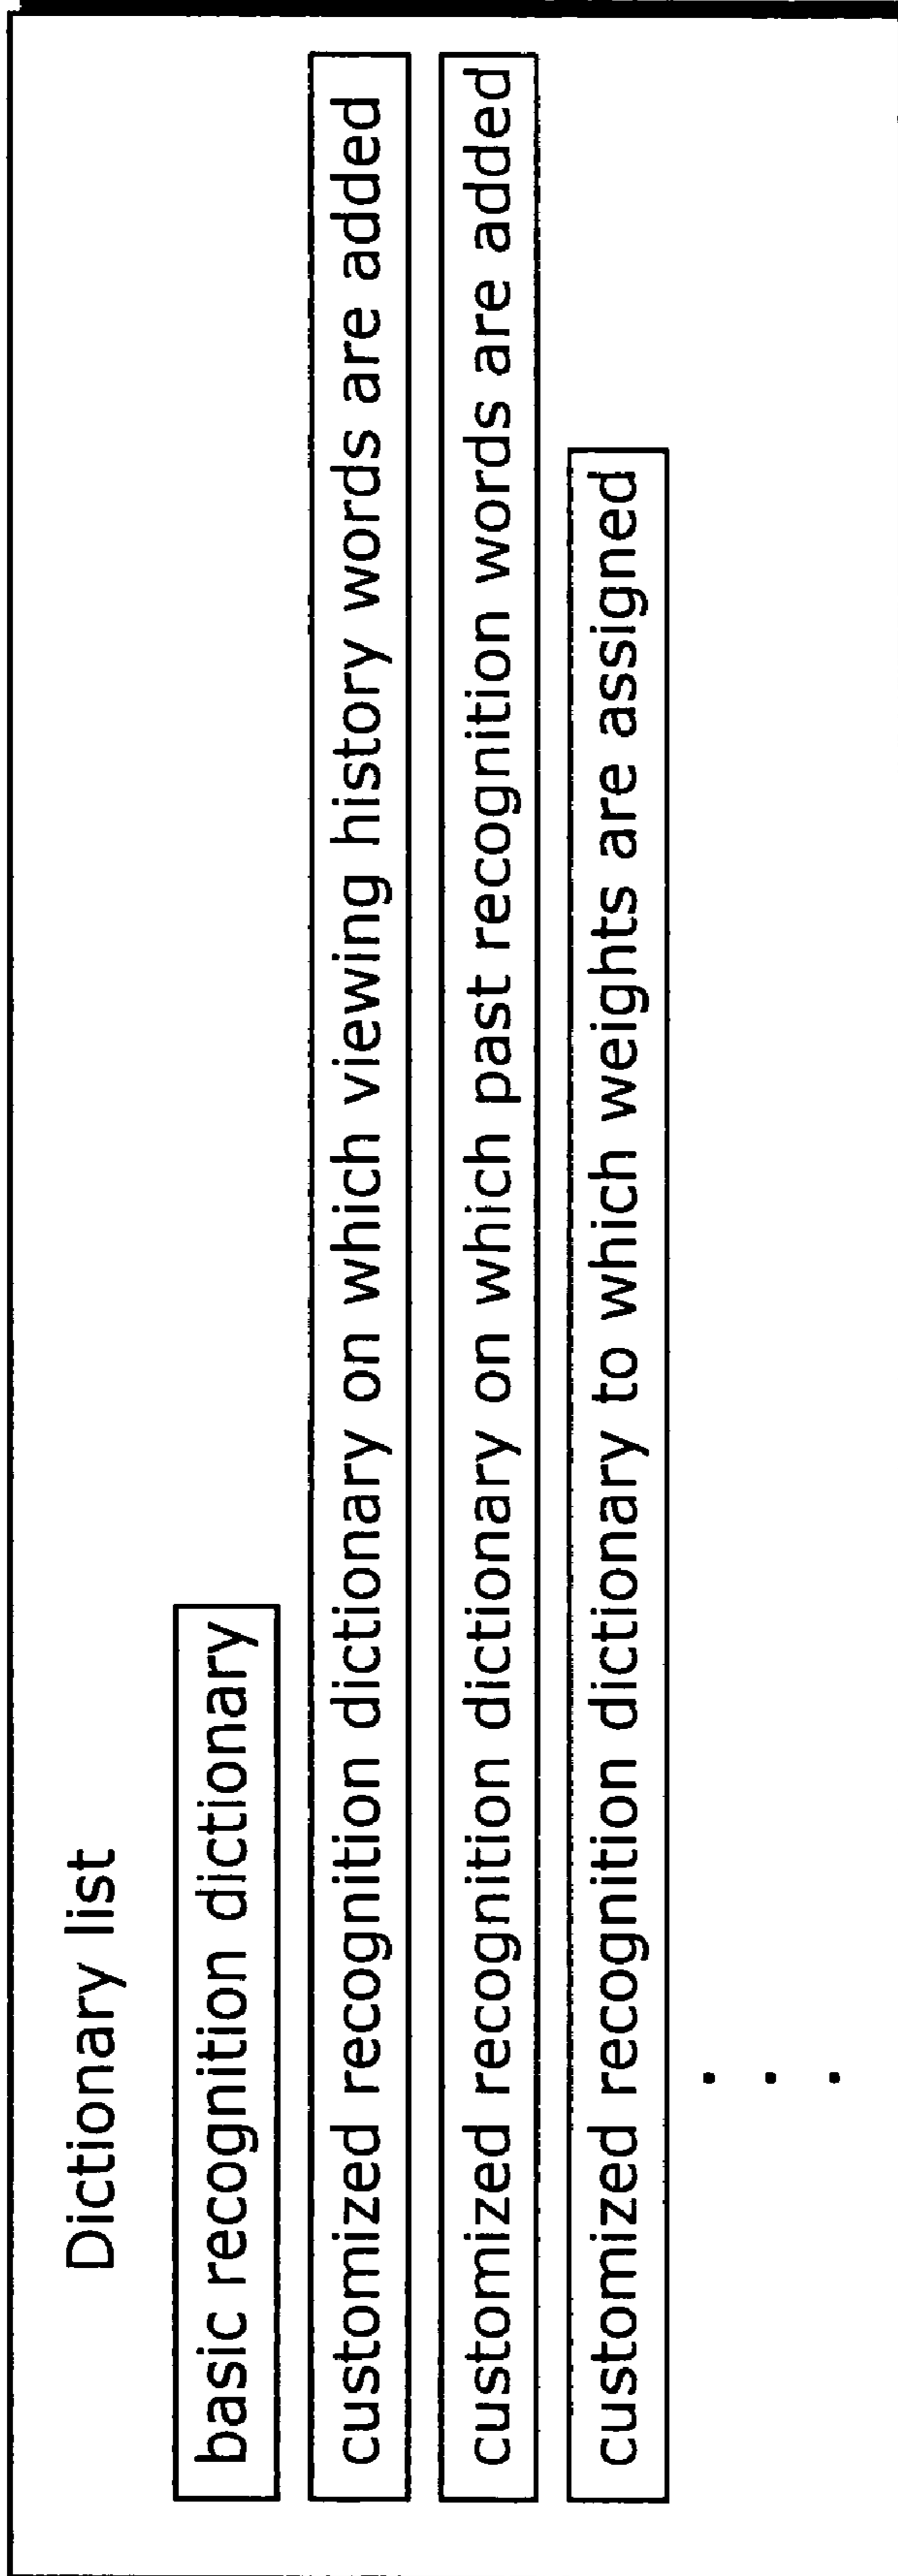 Dictionary list
basic recognition dictionary
customized recognition dictionary on which viewing history words are added
customized recognition dictionary on which past recognition words are added
customized recognition dictionary to which weights are assigned
. . .